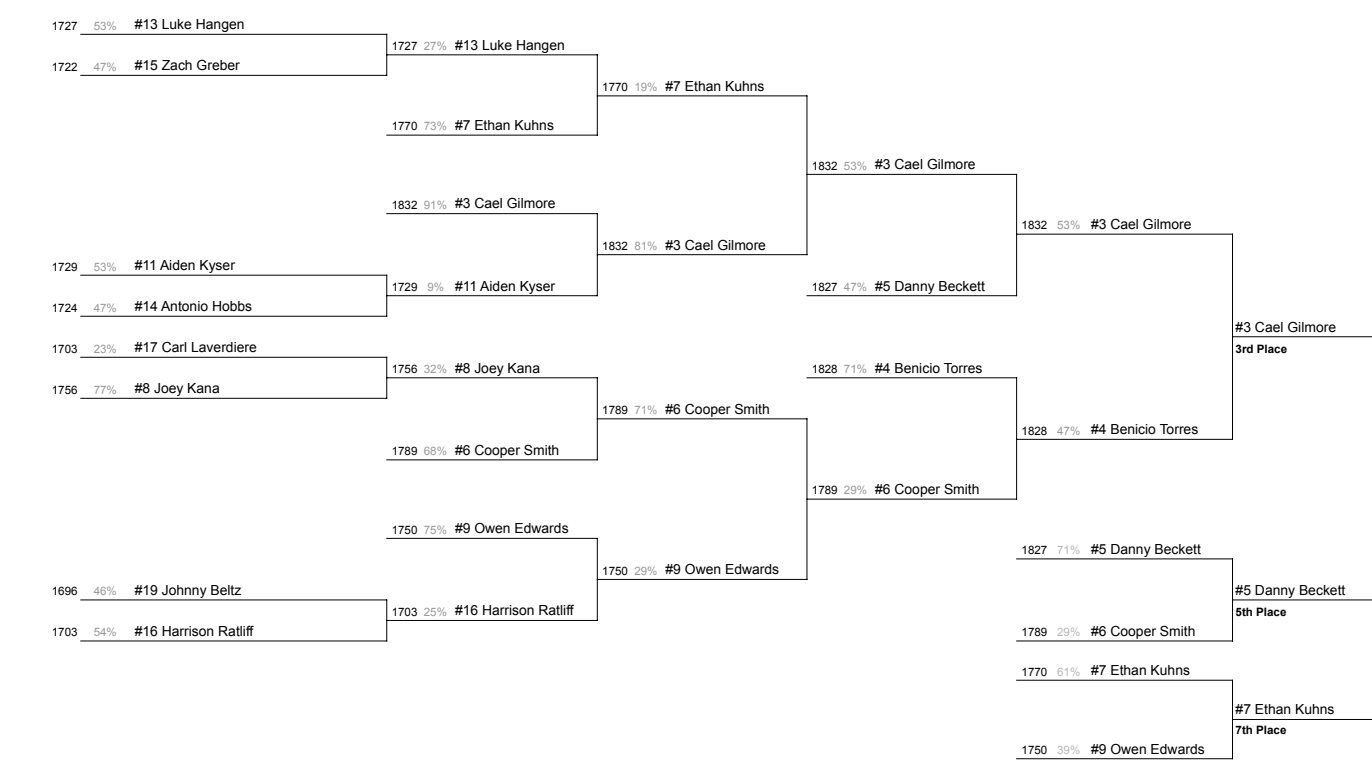 1727 53% #13 Luke Hangen
1727 27% #13 Luke Hangen
1722 47% #15 Zach Greber
1770 19% #7 Ethan Kuhns
1770 73% #7 Ethan Kuhns
1832 53% #3 Cael Gilmore
1832 91% #3 Cael Gilmore
1832 53% #3 Cael Gilmore
1832 81% #3 Cael Gilmore
1729 53% #11 Aiden Kyser
1729 9% #11 Aiden Kyser
1827 47% #5 Danny Beckett
1724 47% #14 Antonio Hobbs
#3 Cael Gilmore
1703 23% #17 Carl Laverdiere
3rd Place
1756 32% #8 Joey Kana
1828 71% #4 Benicio Torres
1756 77% #8 Joey Kana
1789 71% #6 Cooper Smith
1828 47% #4 Benicio Torres
1789 68% #6 Cooper Smith
1789 29% #6 Cooper Smith
1750 75% #9 Owen Edwards
1827 71% #5 Danny Beckett
1750 29% #9 Owen Edwards
1696 46% #19 Johnny Beltz
#5 Danny Beckett
1703 25% #16 Harrison Ratliff
5th Place
1703 54% #16 Harrison Ratliff
1789 29% #6 Cooper Smith
1770 61% #7 Ethan Kuhns
#7 Ethan Kuhns
7th Place
1750 39% #9 Owen Edwards